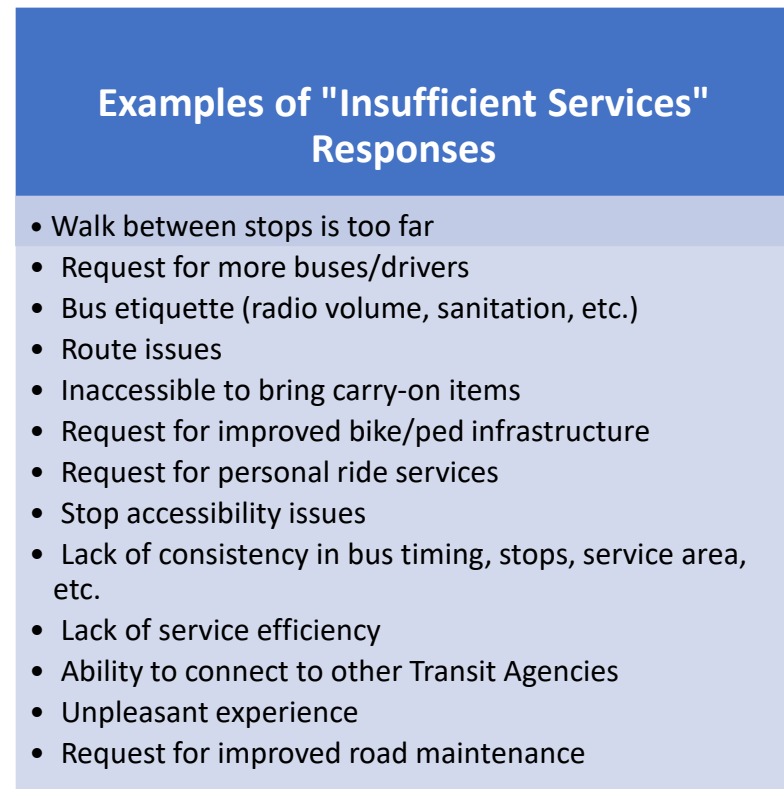 Examples of "Insufficient Services"
Responses
• Walk between stops is too far
• Request for more buses/drivers
• Bus etiquette (radio volume, sanitation, etc.)
• Route issues
• Inaccessible to bring carry-on items
• Request for improved bike/ped infrastructure
• Request for personal ride services
• Stop accessibility issues
• Lack of consistency in bus timing, stops, service area,
etc.
• Lack of service efficiency
• Ability to connect to other Transit Agencies
• Unpleasant experience
• Request for improved road maintenance